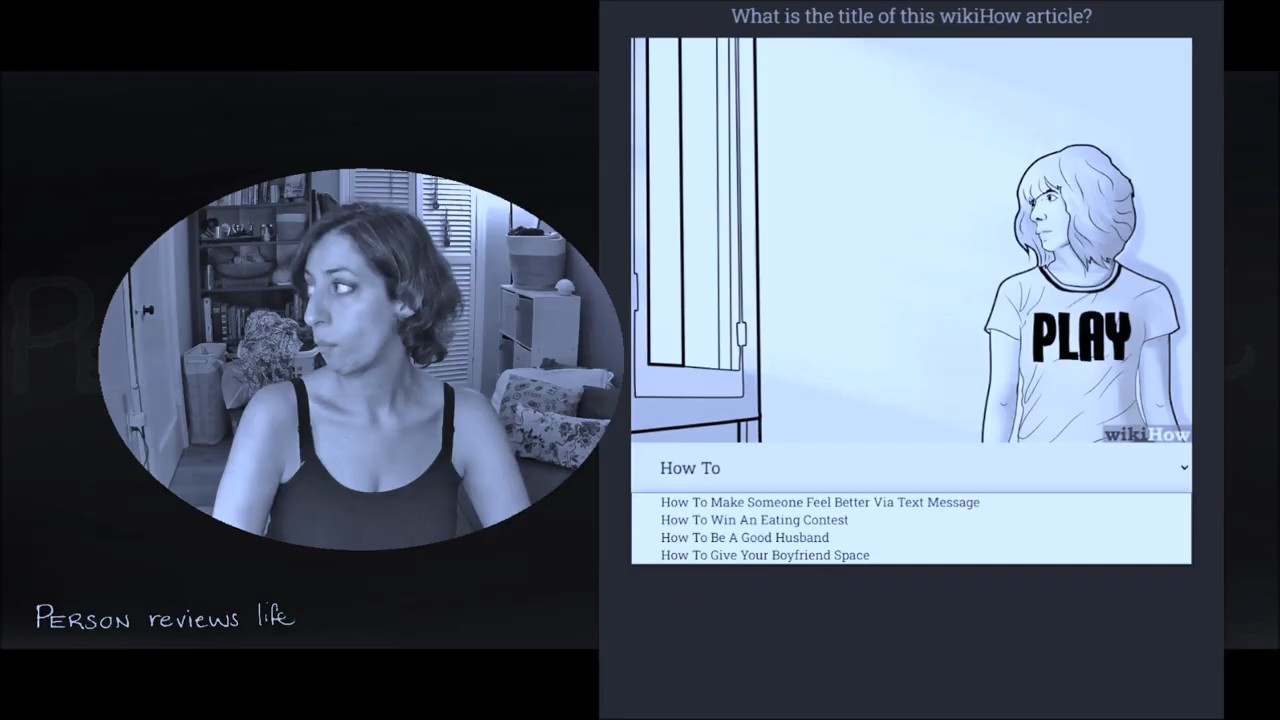 What is the title of this wikiHow article?
PLAY
wikiHow
How To
How To Make Someone Feel Better Via Text Message
How To Win An Eating Contest
How To Be A Good Husband
How To Give Your Boyfriend Space
PERSON reviews life